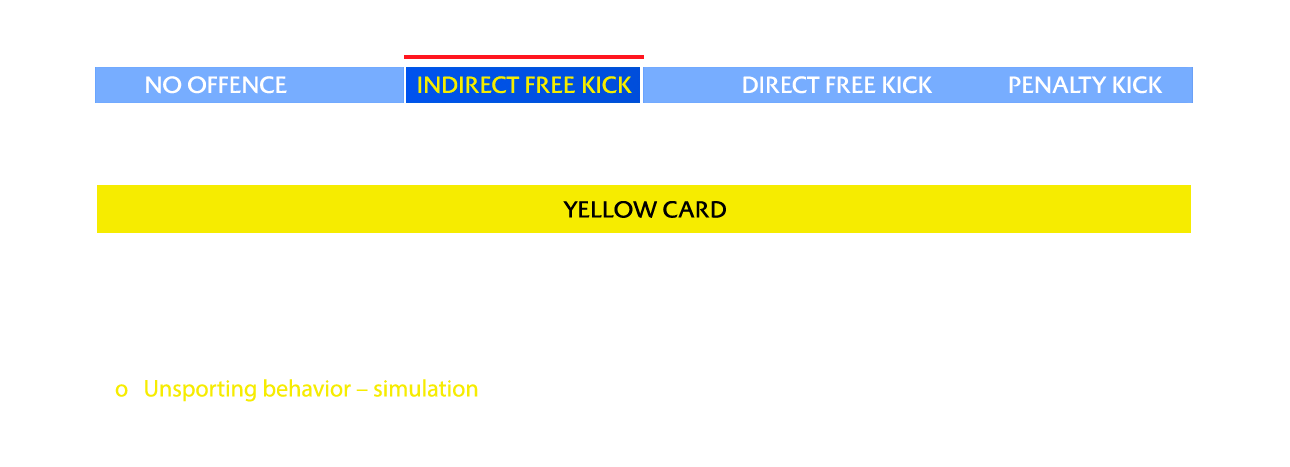 NO OFFENCE INDIRECT FREE KICK DIRECT FREE KICK PENALTY KICK
YELLOW CARD
o Unsporting behavior – simulation